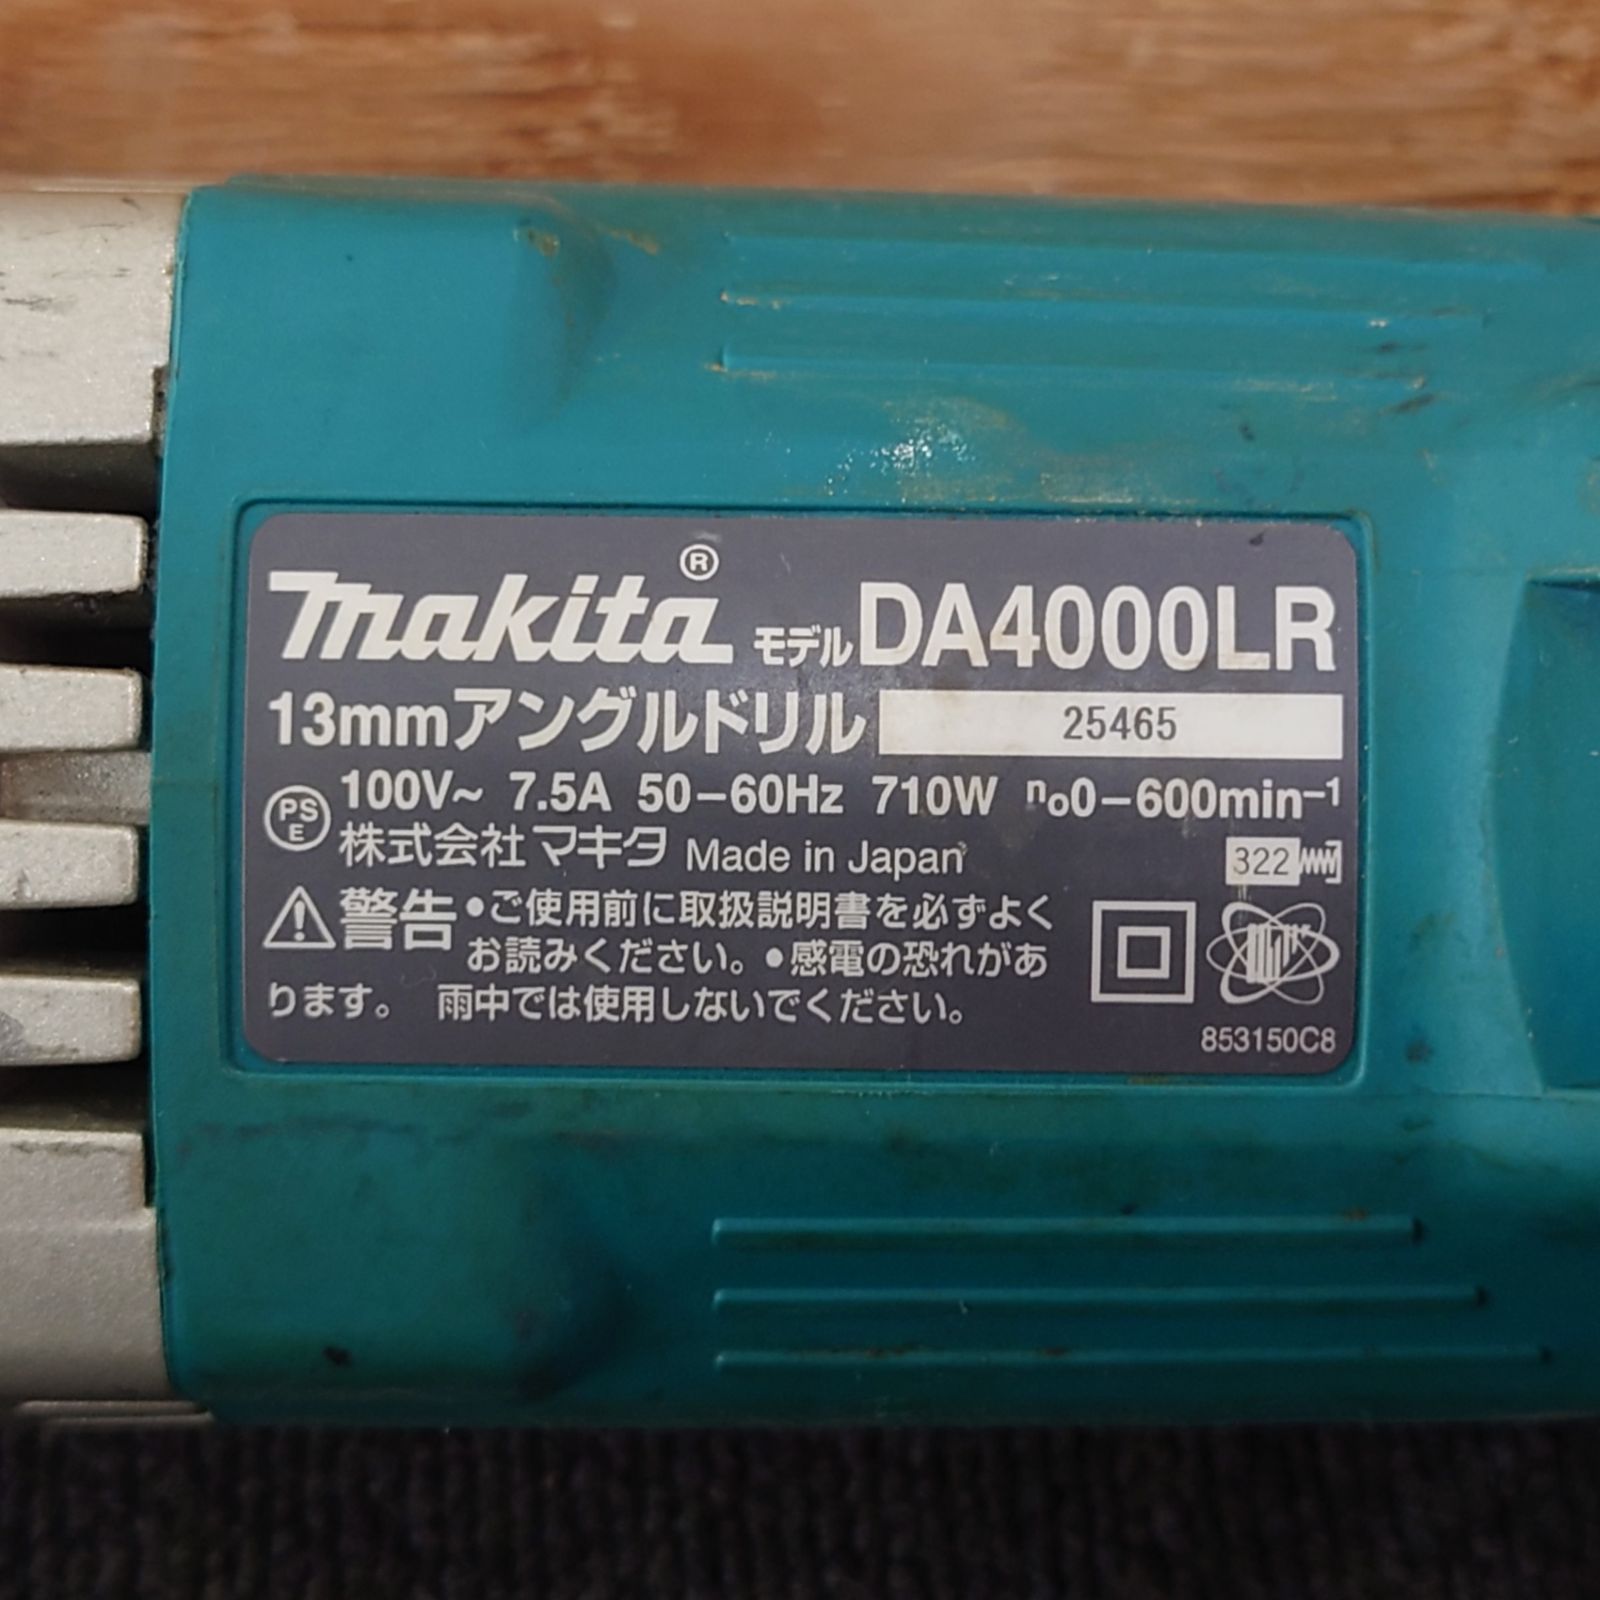 makita® モデル DA4000LR
13mmアングルドリル 25465
PSE 100V~ 7.5A 50-60Hz 710W n₀0-600min⁻¹
株式会社マキタ Made in Japan 322
警告 •ご使用前に取扱説明書を必ずよく
お読みください。•感電の恐れがあ
ります。 雨中では使用しないでください。
853150C8